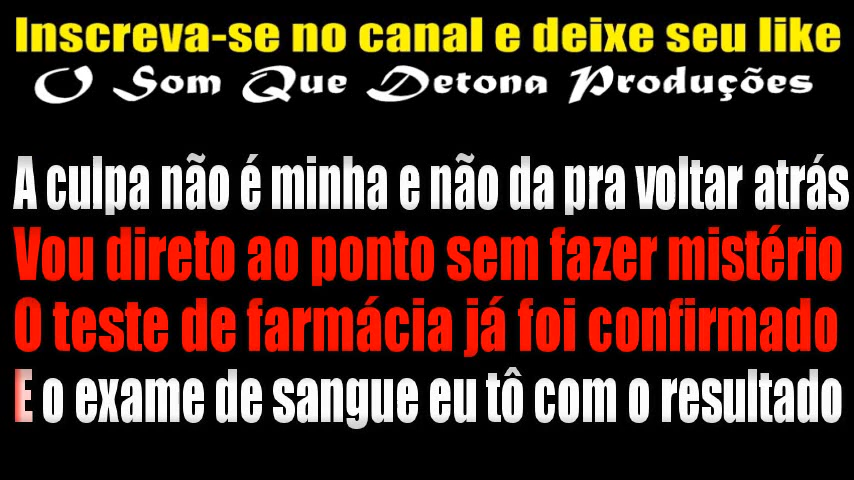 Inscreva-se no canal e deixe seu like
O Som Que Detona Produções
A culpa não é minha e não da pra voltar atrás
Vou direto ao ponto sem fazer mistério
O teste de farmácia já foi confirmado
E o exame de sangue eu tô com o resultado